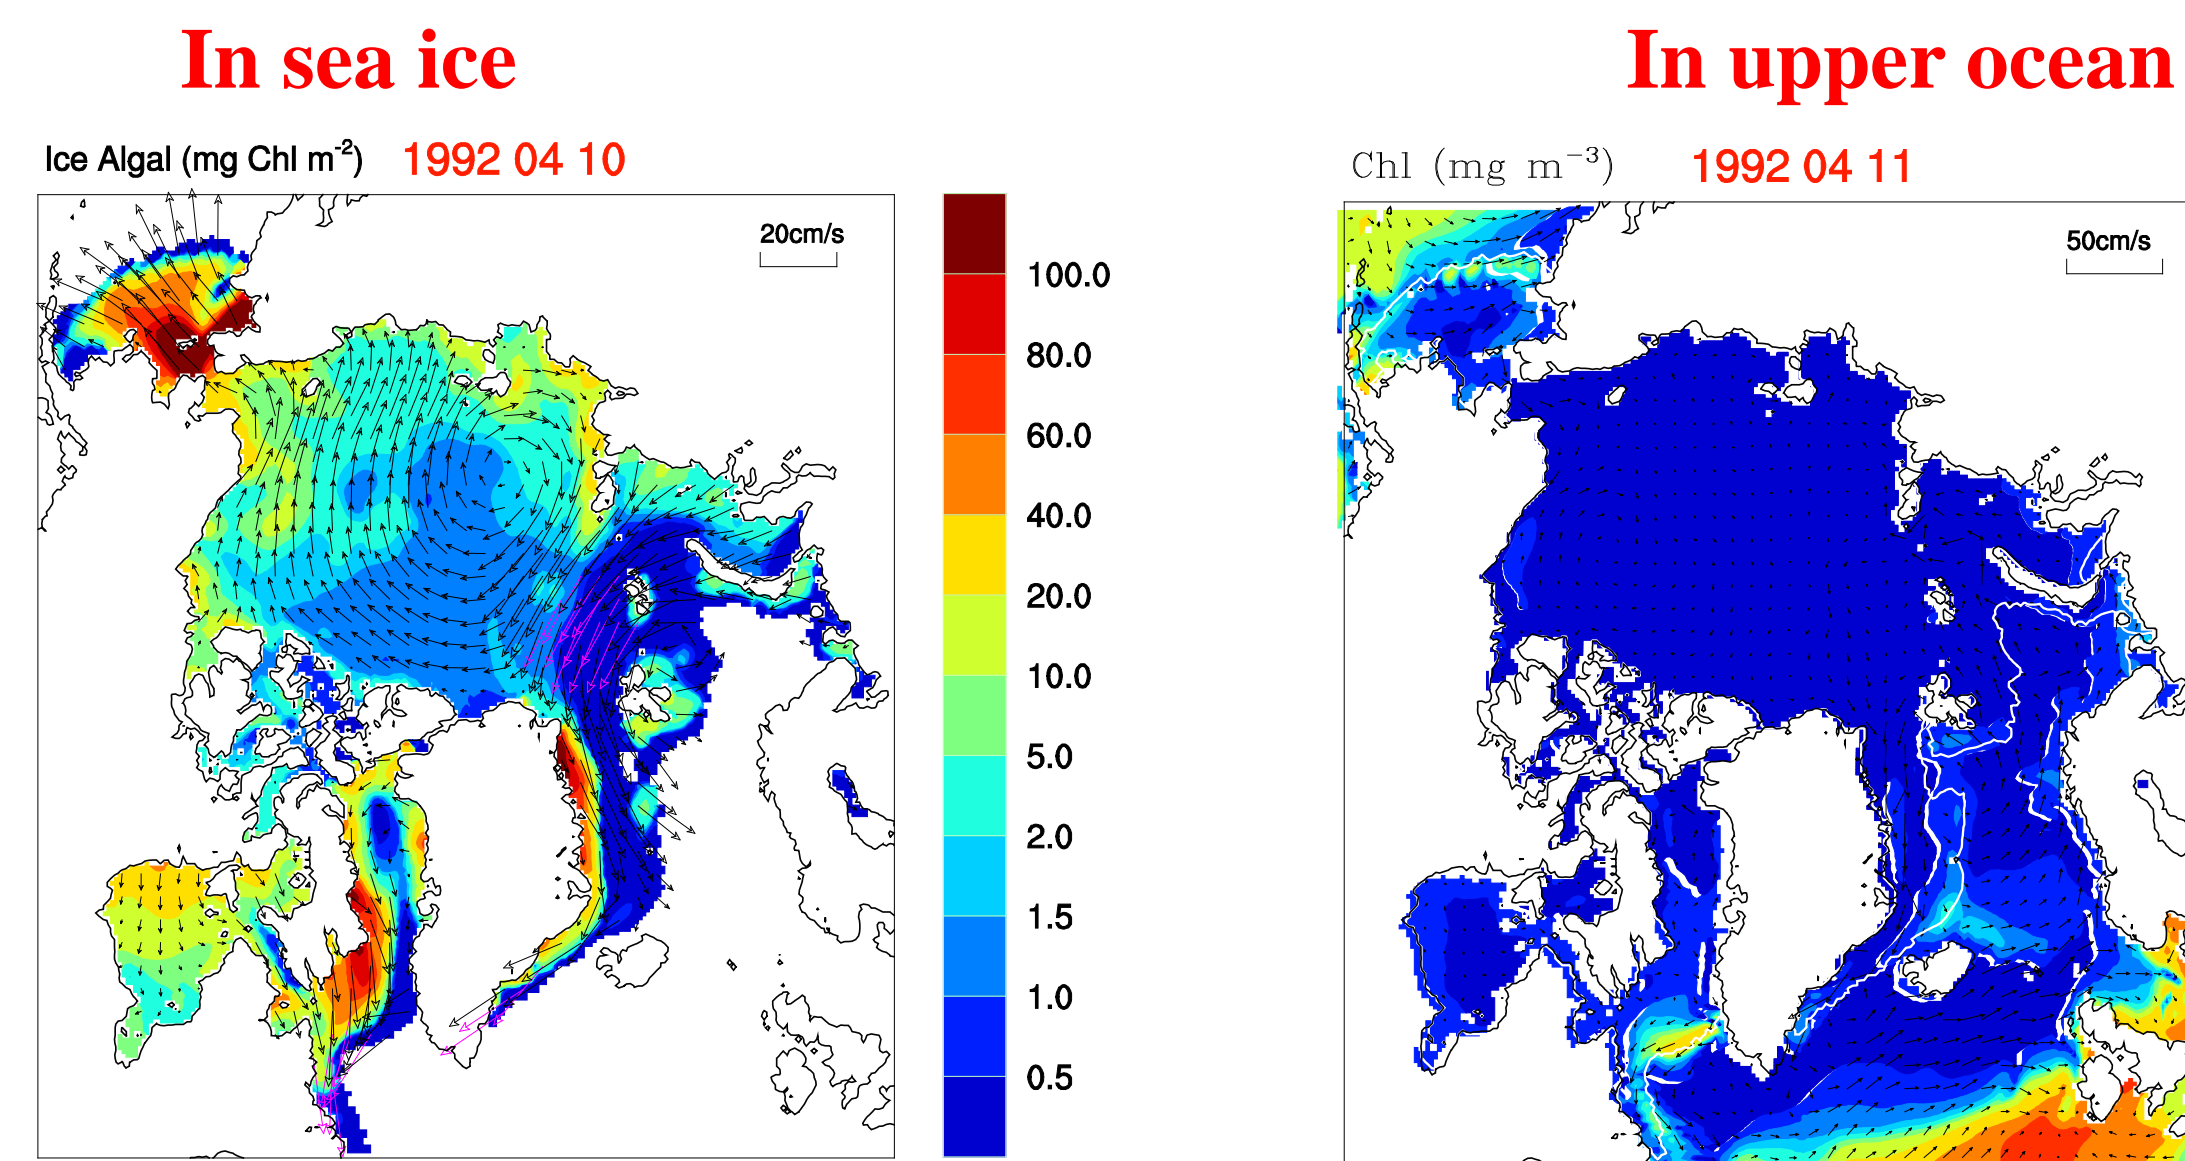 In sea ice
In upper ocean
Ice Algal (mg Chl m-2)
1992 04 10
Chl (mg m−3)
1992 04 11
20cm/s
50cm/s
100.0
80.0
60.0
40.0
20.0
10.0
5.0
2.0
1.5
1.0
0.5